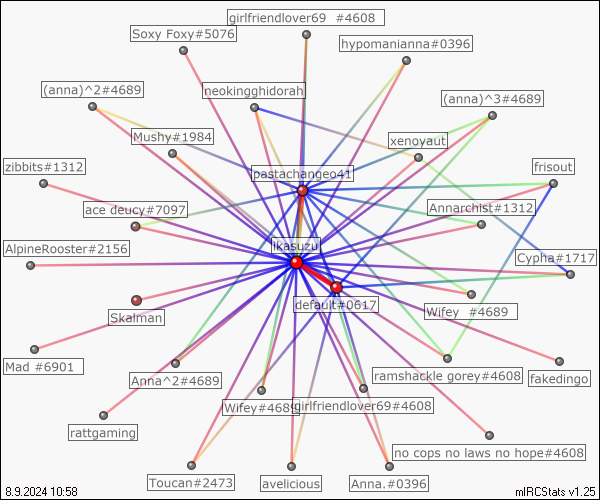 girlfriendlover69 #4608
Soxy Foxy#5076
hypomanianna#0396
(anna)^2#4689
neokingghidorah
(anna)^3#4689
Mushy#1984
xenoyaut
zibbits#1312
pastachangeo41
frisout
ace deucy#7097
Annarchist#1312
AlpineRooster#2156
ikasuzu
Cypha#1717
default#0617
Skalman
Wifey #4689
Mad #6901
Anna^2#4689
ramshackle gorey#4608
fakedingo
Wifey#4689
girlfriendlover69#4608
rattgaming
no cops no laws no hope#4608
Toucan#2473
avelicious
Anna.#0396
8.9.2024 10:58
mIRCStats v1.25